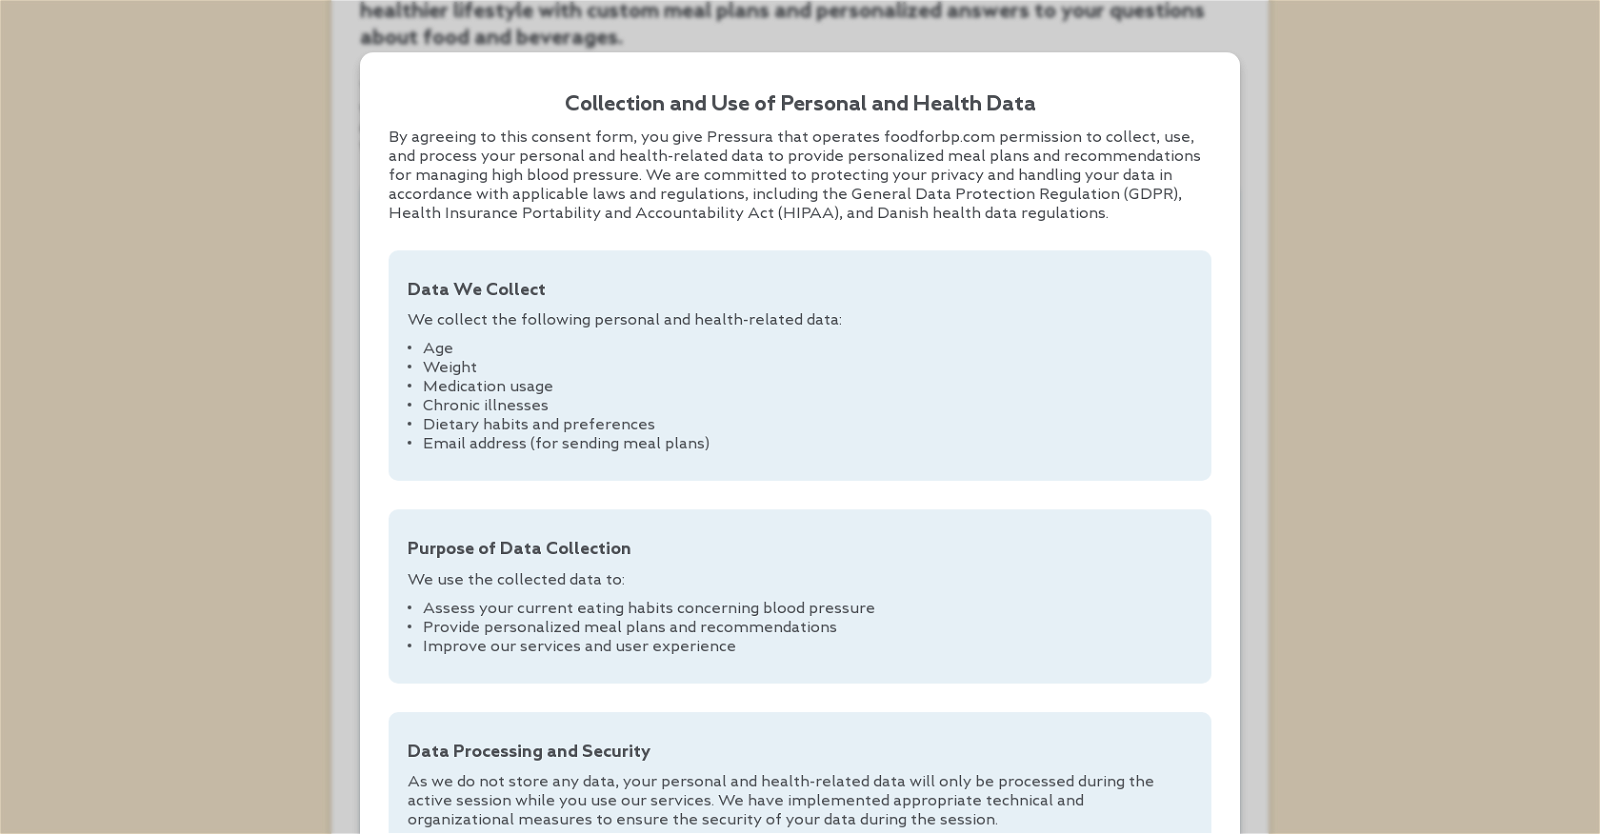 healthier lifestyle with custom meal plans and personalized answers to your questions
about food and beverages.
Collection and Use of Personal and Health Data
By agreeing to this consent form, you give Pressura that operates foodforbp.com permission to collect, use,
and process your personal and health-related data to provide personalized meal plans and recommendations
for managing high blood pressure. We are committed to protecting your privacy and handling your data in
accordance with applicable laws and regulations, including the General Data Protection Regulation (GDPR),
Health Insurance Portability and Accountability Act (HIPAA), and Danish health data regulations.
Data We Collect
We collect the following personal and health-related data:
• Age
• Weight
• Medication usage
• Chronic illnesses
• Dietary habits and preferences
• Email address (for sending meal plans)
Purpose of Data Collection
We use the collected data to:
• Assess your current eating habits concerning blood pressure
• Provide personalized meal plans and recommendations
• Improve our services and user experience
Data Processing and Security
As we do not store any data, your personal and health-related data will only be processed during the
active session while you use our services. We have implemented appropriate technical and
organizational measures to ensure the security of your data during the session.